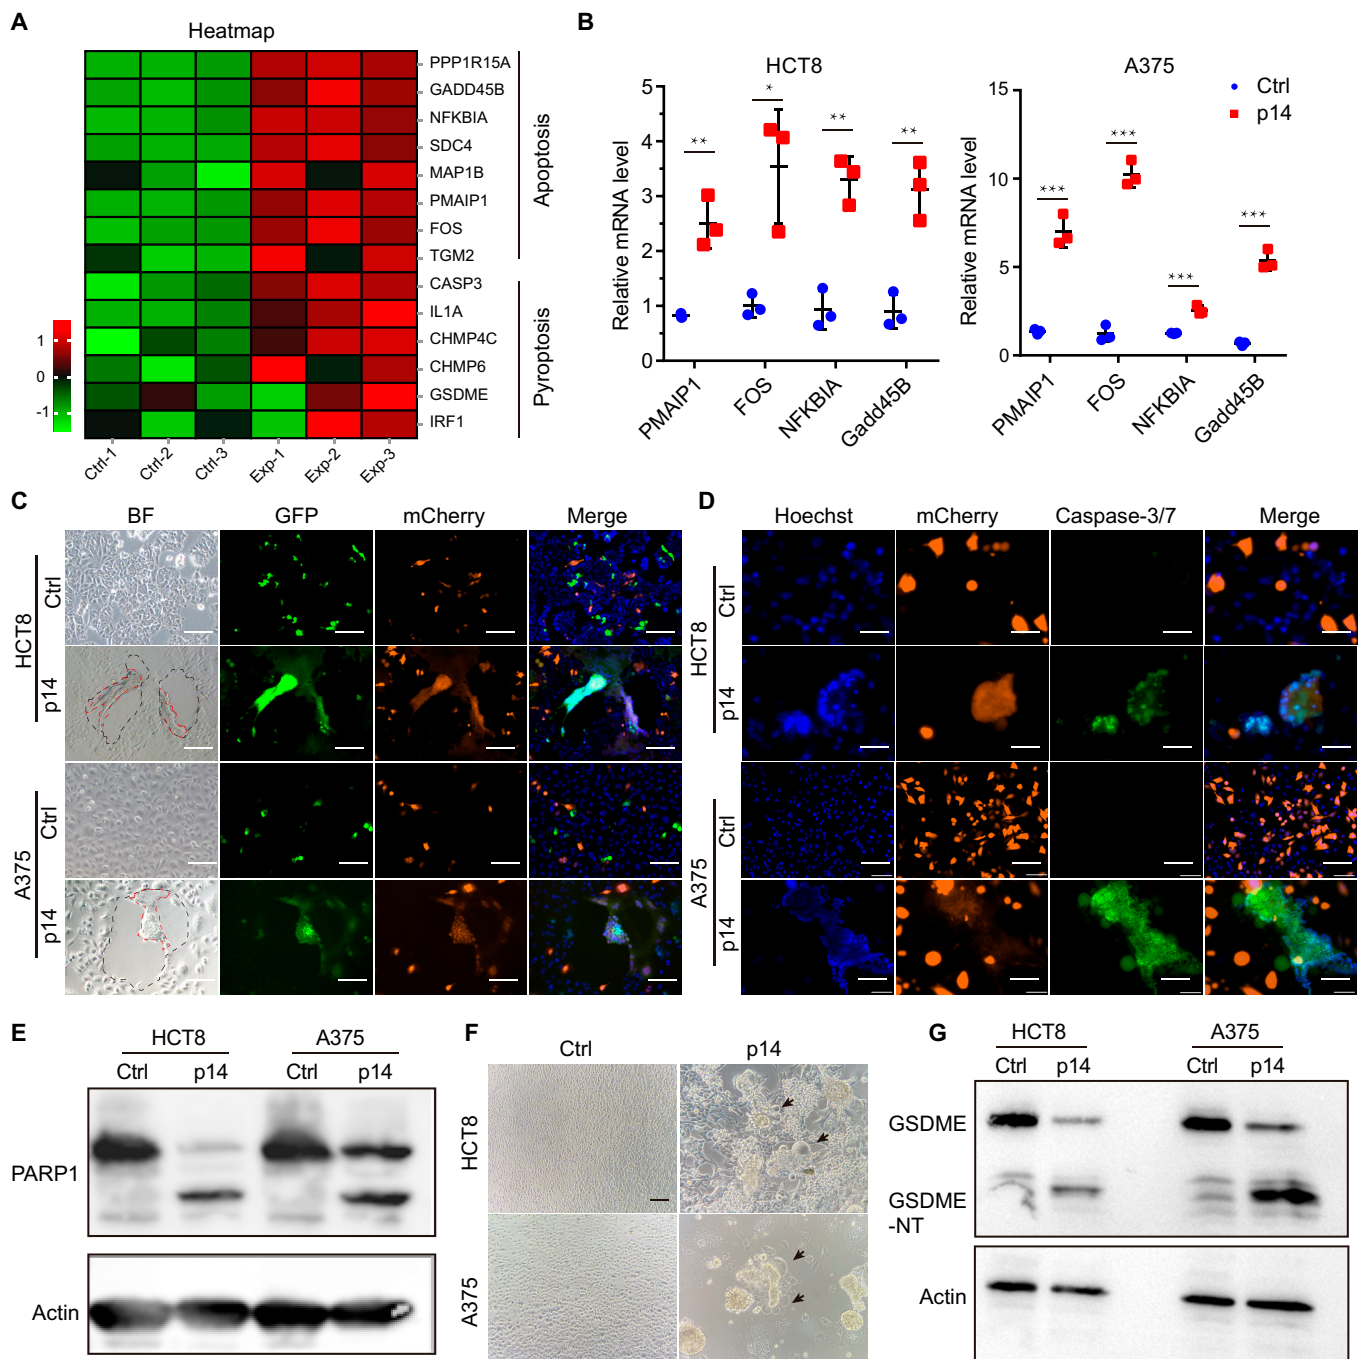 A
Heatmap
PPP1R15A
GADD45B
NFKBIA
SDC4
MAP1B
PMAIP1
FOS
TGM2
CASP3
IL1A
CHMP4C
CHMP6
GSDME
IRF1
Apoptosis
Pyroptosis
1
0
-1
Ctrl-1
Ctrl-2
Ctrl-3
Exp-1
Exp-2
Exp-3
B
HCT8
Relative mRNA level
5
4
3
2
1
0
**
*
**
**
PMAIP1
FOS
NFKBIA
Gadd45B
A375
Ctrl
p14
Relative mRNA level
15
10
5
0
***
***
***
***
PMAIP1
FOS
NFKBIA
Gadd45B
C
BF GFP mCherry Merge
HCT8
Ctrl
p14
A375
Ctrl
p14
D
Hoechst mCherry Caspase-3/7 Merge
HCT8
Ctrl
p14
A375
Ctrl
p14
E
HCT8 A375
Ctrl p14 Ctrl p14
PARP1
Actin
F
Ctrl p14
HCT8
A375
G
HCT8 A375
Ctrl p14 Ctrl p14
GSDME
GSDME
-NT
Actin